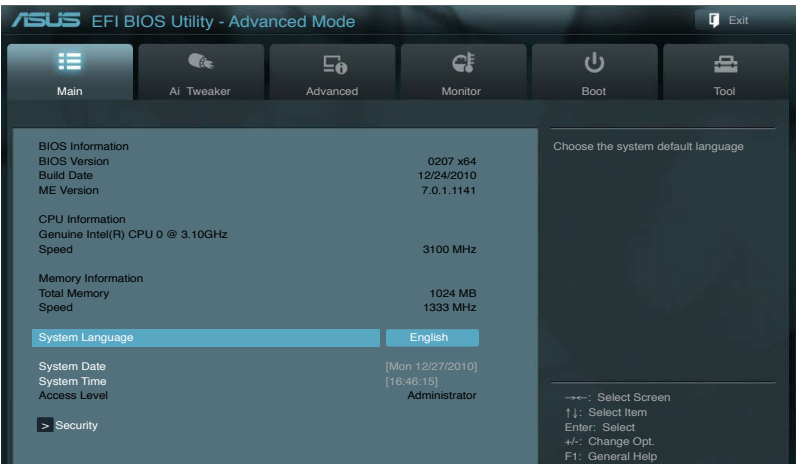 ASUS EFI BIOS Utility - Advanced Mode
Exit
Main
Ai Tweaker
Advanced
Monitor
Boot
Tool
BIOS Information
BIOS Version 0207 x64
Build Date 12/24/2010
ME Version 7.0.1.1141
CPU Information
Genuine Intel(R) CPU 0 @ 3.10GHz
Speed 3100 MHz
Memory Information
Total Memory 1024 MB
Speed 1333 MHz
System Language English
System Date [Mon 12/27/2010]
System Time [16:46:15]
Access Level Administrator
> Security
Choose the system default language
→←: Select Screen
↑↓: Select Item
Enter: Select
+/-: Change Opt.
F1: General Help